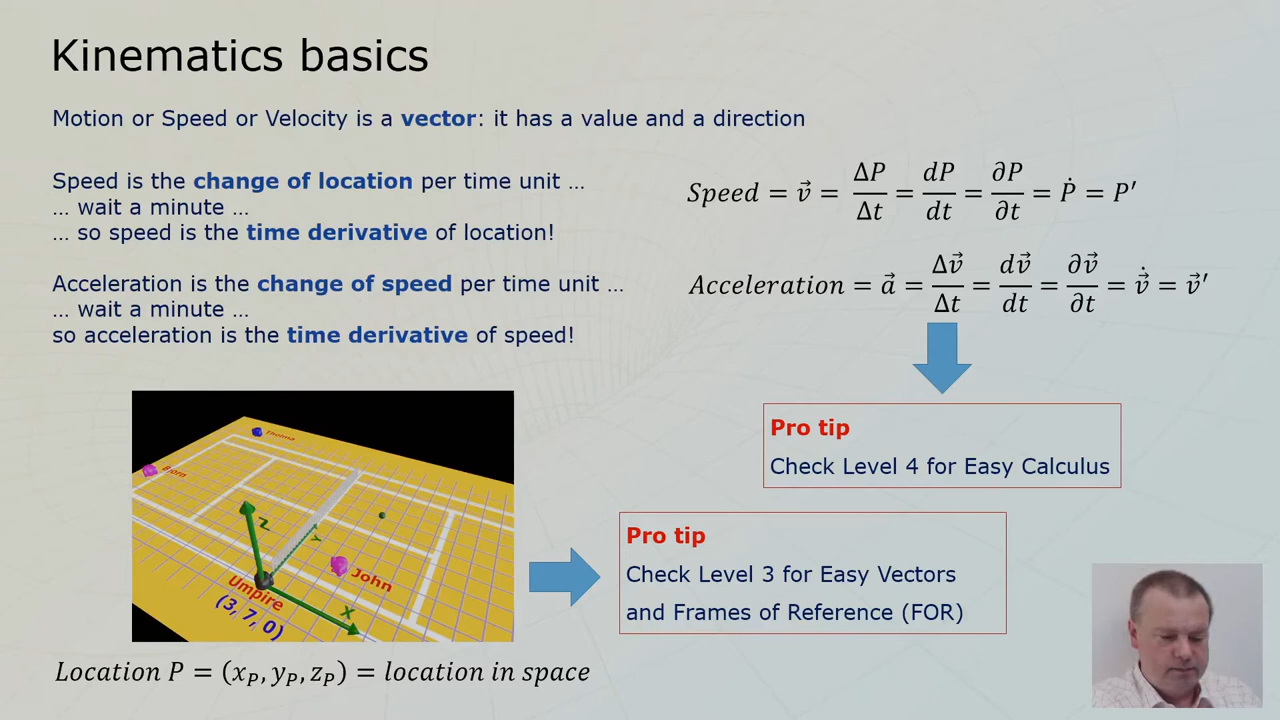 Kinematics basics
Motion or Speed or Velocity is a vector: it has a value and a direction
Speed is the change of location per time unit …
… wait a minute …
… so speed is the time derivative of location!
Acceleration is the change of speed per time unit …
… wait a minute …
so acceleration is the time derivative of speed!
Speed = v⃗ = ΔP/Δt = dP/dt = ∂P/∂t = Ṗ = P′
Acceleration = a⃗ = Δv⃗/Δt = dv⃗/dt = ∂v⃗/∂t = v⃗̇ = v⃗′
Pro tip
Check Level 4 for Easy Calculus
Pro tip
Check Level 3 for Easy Vectors
and Frames of Reference (FOR)
Thelma
Bjorn
Z
Y
John
Umpire
X
(3, 7, 0)
Location P = (x_P, y_P, z_P) = location in space